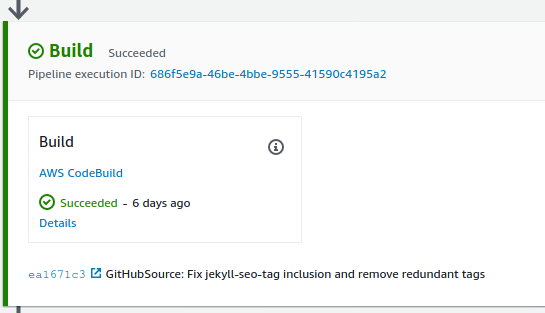 Build Succeeded
Pipeline execution ID: 686f5e9a-46be-4bbe-9555-41590c4195a2
Build
AWS CodeBuild
Succeeded - 6 days ago
Details
ea1671c3 GitHubSource: Fix jekyll-seo-tag inclusion and remove redundant tags